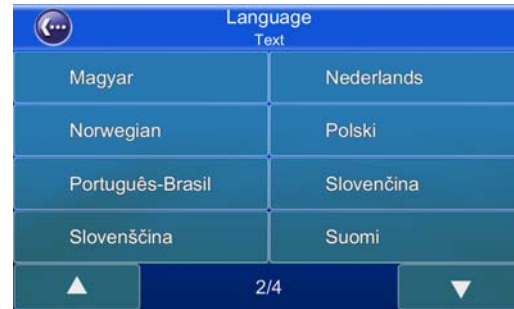 Language
Text
Magyar
Nederlands
Norwegian
Polski
Português-Brasil
Slovenčina
Slovenščina
Suomi
2/4